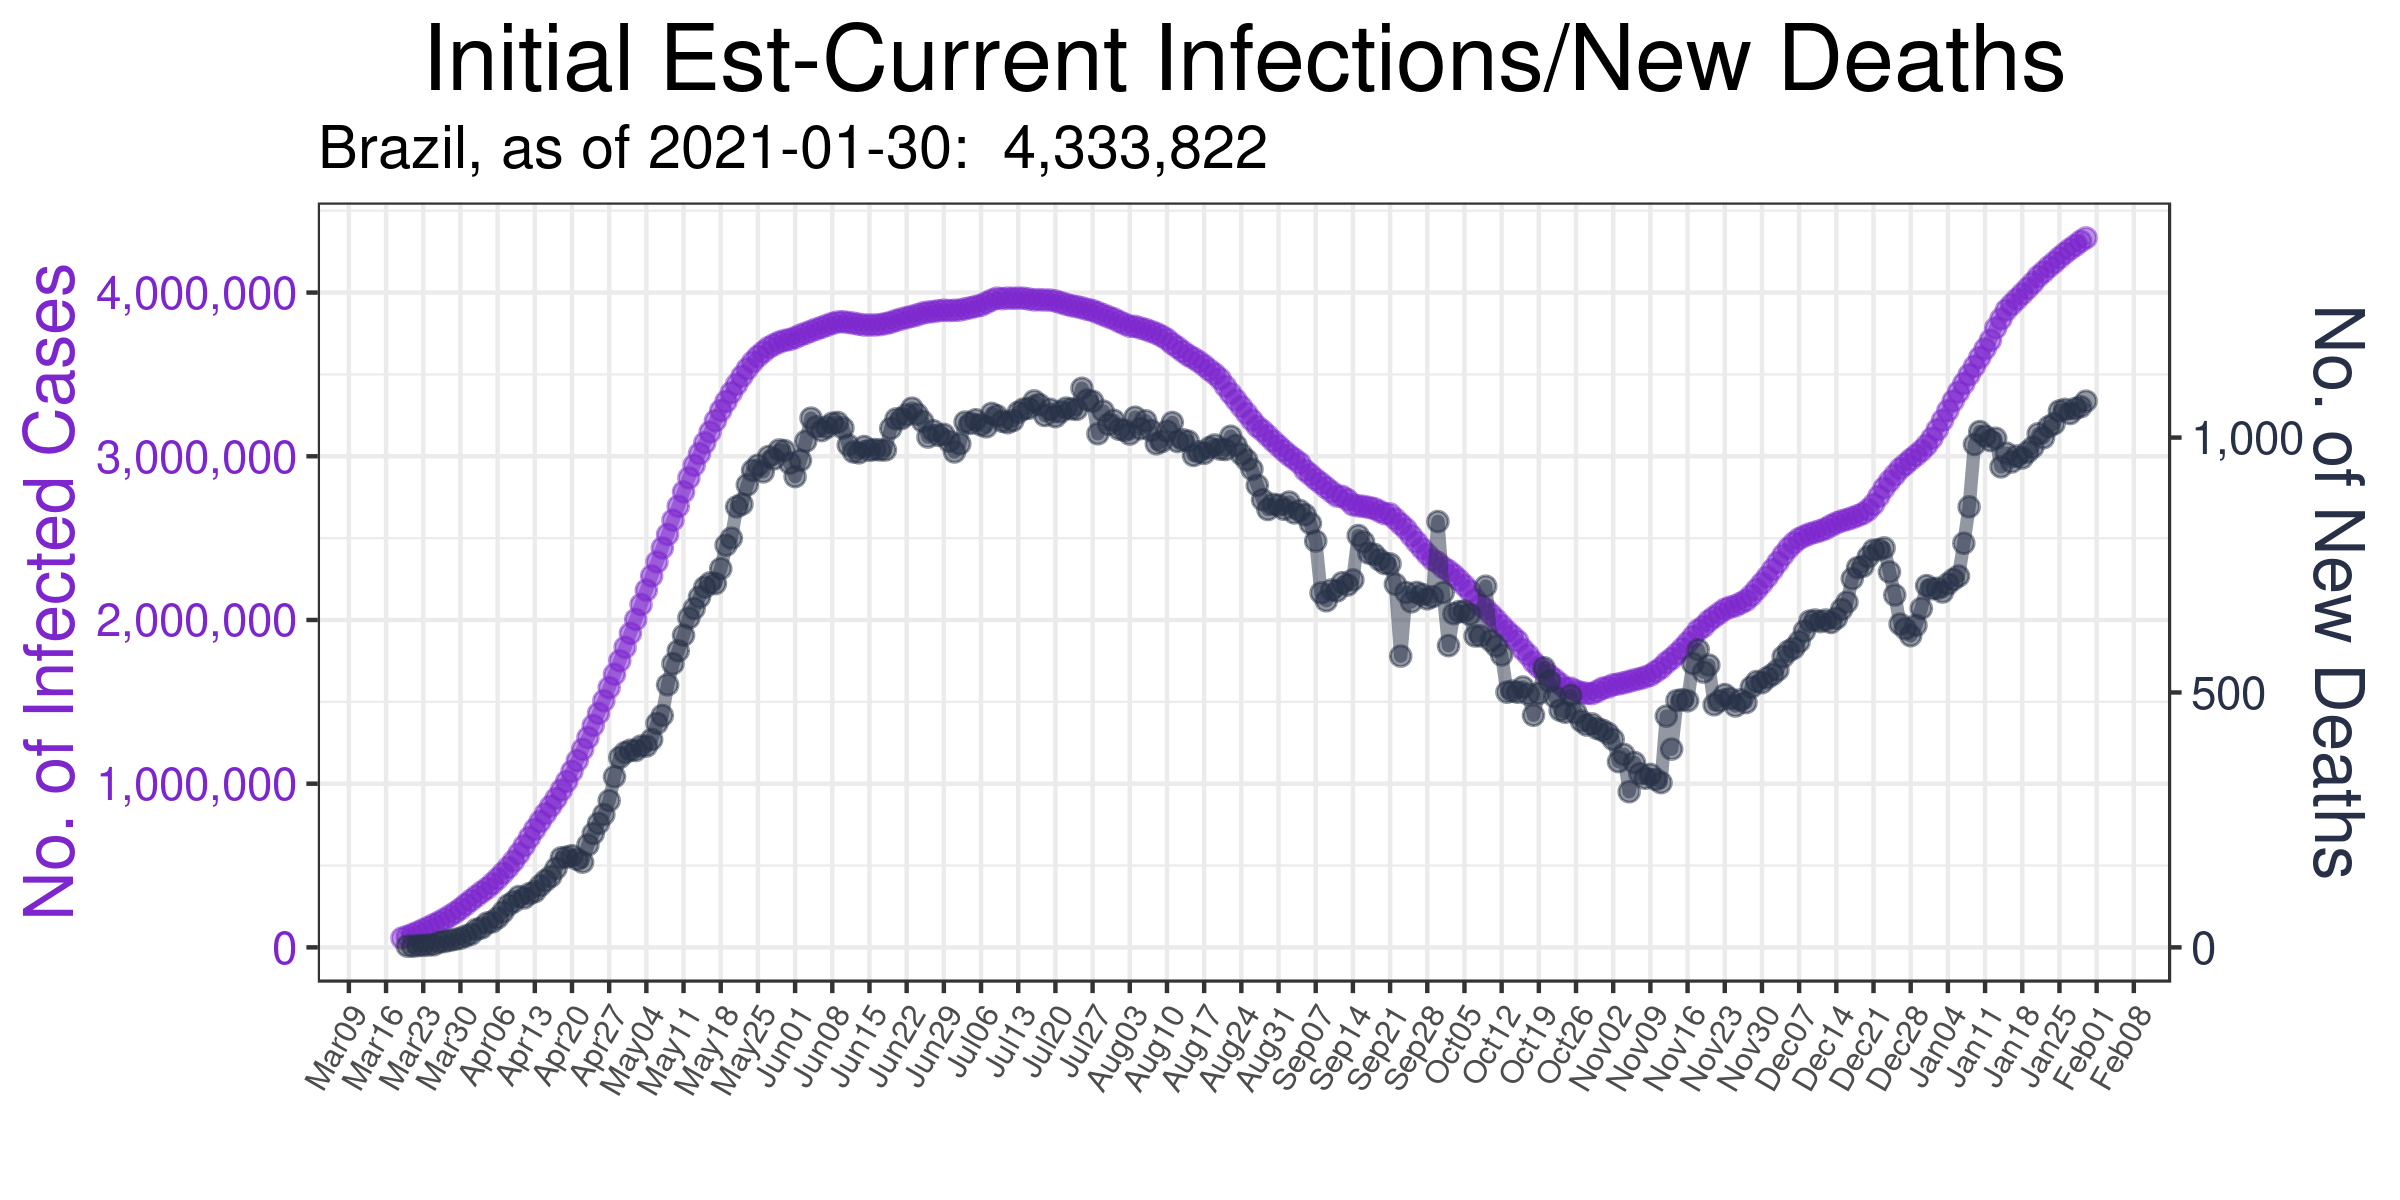 Initial Est-Current Infections/New Deaths
Brazil, as of 2021-01-30: 4,333,822
No. of Infected Cases
4,000,000
3,000,000
2,000,000
1,000,000
0
1,000
500
0
No. of New Deaths
Mar09
Mar16
Mar23
Mar30
Apr06
Apr13
Apr20
Apr27
May04
May11
May18
May25
Jun01
Jun08
Jun15
Jun22
Jun29
Jul06
Jul13
Jul20
Jul27
Aug03
Aug10
Aug17
Aug24
Aug31
Sep07
Sep14
Sep21
Sep28
Oct05
Oct12
Oct19
Oct26
Nov02
Nov09
Nov16
Nov23
Nov30
Dec07
Dec14
Dec21
Dec28
Jan04
Jan11
Jan18
Jan25
Feb01
Feb08